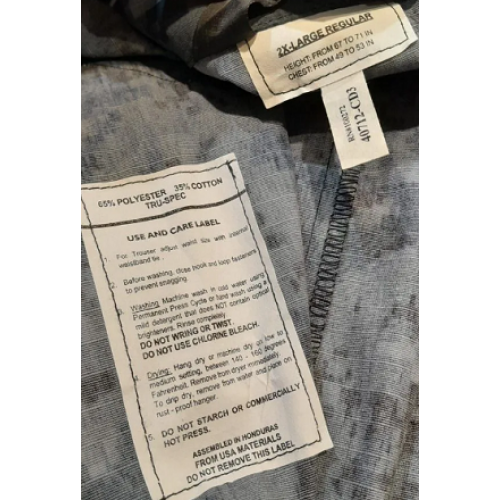 2X-LARGE REGULAR
HEIGHT: FROM 67 TO 71 IN
CHEST: FROM 49 TO 53 IN
40712-CD3
65% POLYESTER 35% COTTON
TRU-SPEC
USE AND CARE LABEL
1. For Trouser adjust waist size with internal
waistband tie .
2. Before washing, close hook and loop fasteners
to prevent snagging.
3. Washing: Machine wash in cold water using
Permanent Press Cycle or hand wash using a
mild detergent that does NOT contain optical
brighteners. Rinse completely.
DO NOT WRING OR TWIST.
DO NOT USE CHLORINE BLEACH.
4. Drying: Hang dry or machine dry on low to
medium setting, between 140 - 160 degrees
Fahrenheit. Remove from dryer immediately.
To drip dry, remove from water and place on
rust - proof hanger.
5. DO NOT STARCH OR COMMERCIALLY
HOT PRESS.
ASSEMBLED IN HONDURAS
FROM USA MATERIALS
DO NOT REMOVE THIS LABEL